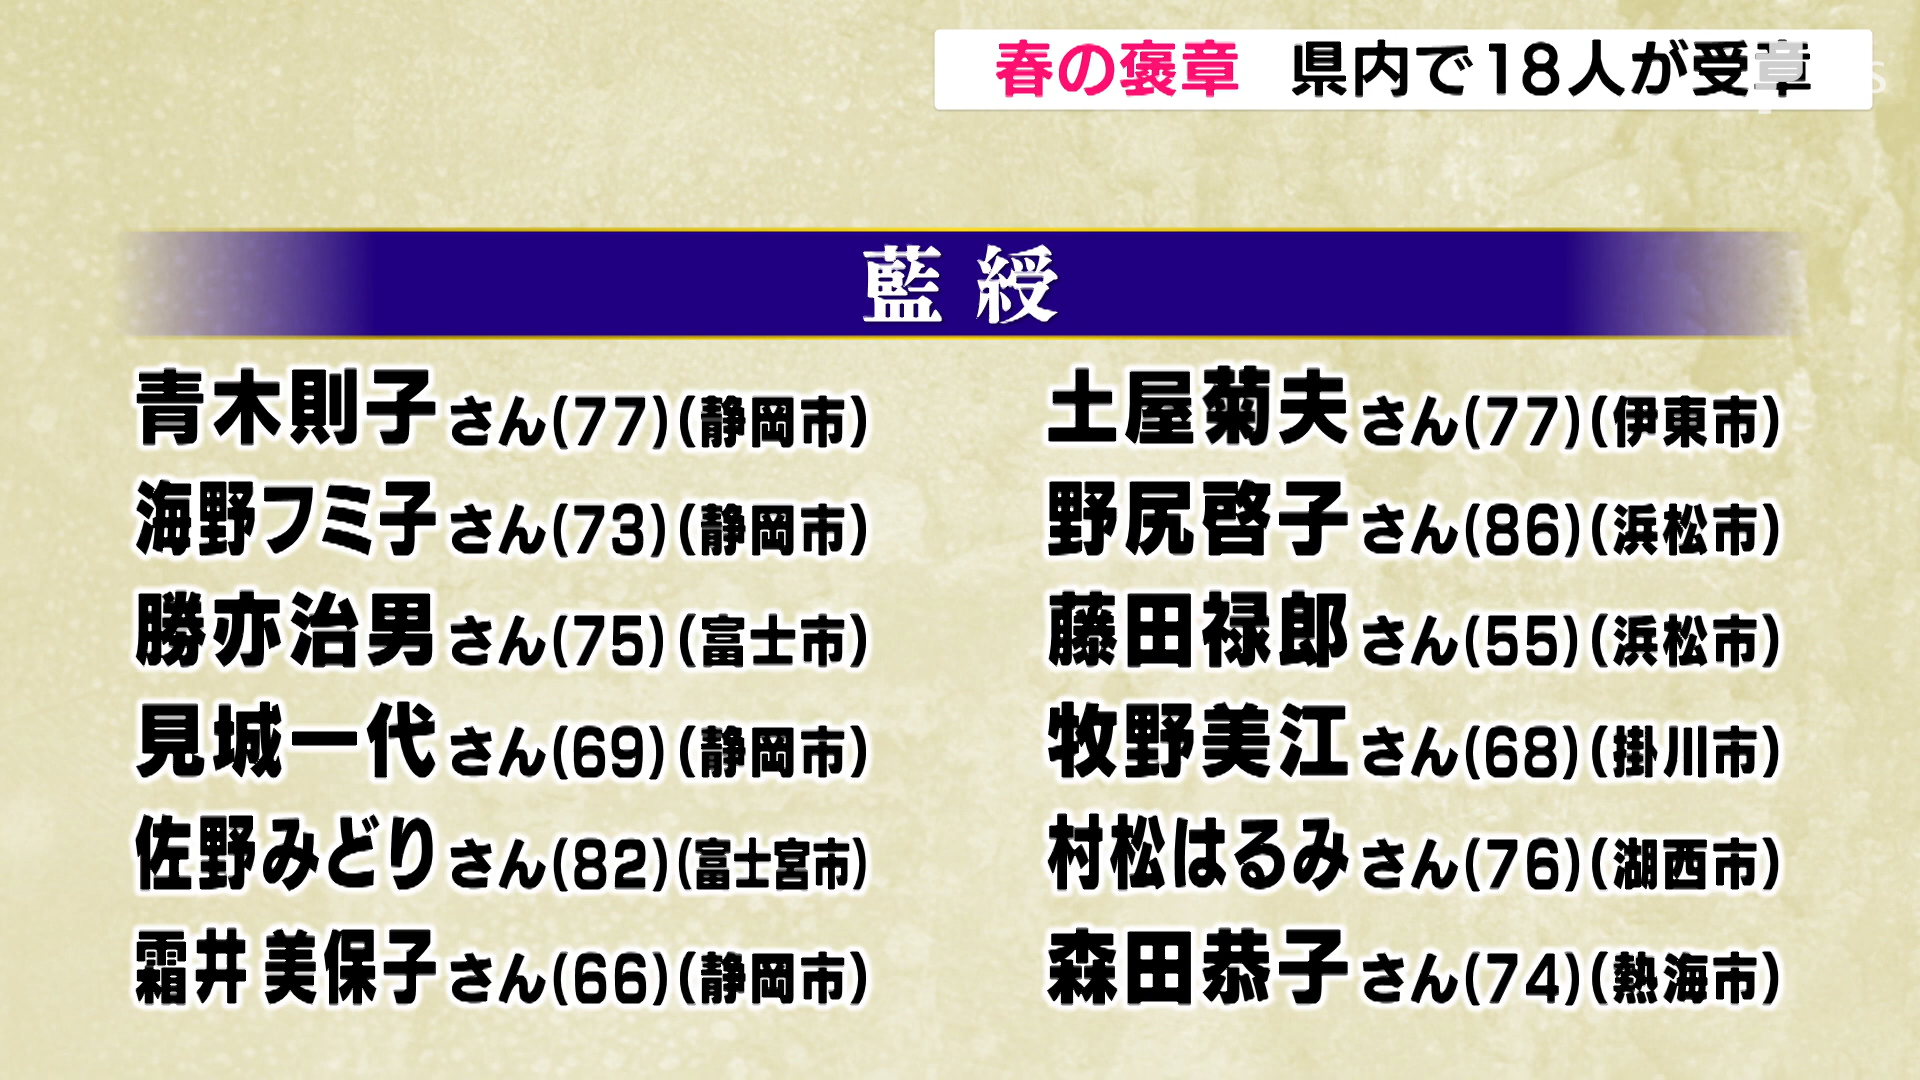 春の褒章 県内で18人が受章
藍綬
青木則子さん(77)(静岡市)
海野フミ子さん(73)(静岡市)
勝亦治男さん(75)(富士市)
見城一代さん(69)(静岡市)
佐野みどりさん(82)(富士宮市)
霜井美保子さん(66)(静岡市)
土屋菊夫さん(77)(伊東市)
野尻啓子さん(86)(浜松市)
藤田禄郎さん(55)(浜松市)
牧野美江さん(68)(掛川市)
村松はるみさん(76)(湖西市)
森田恭子さん(74)(熱海市)